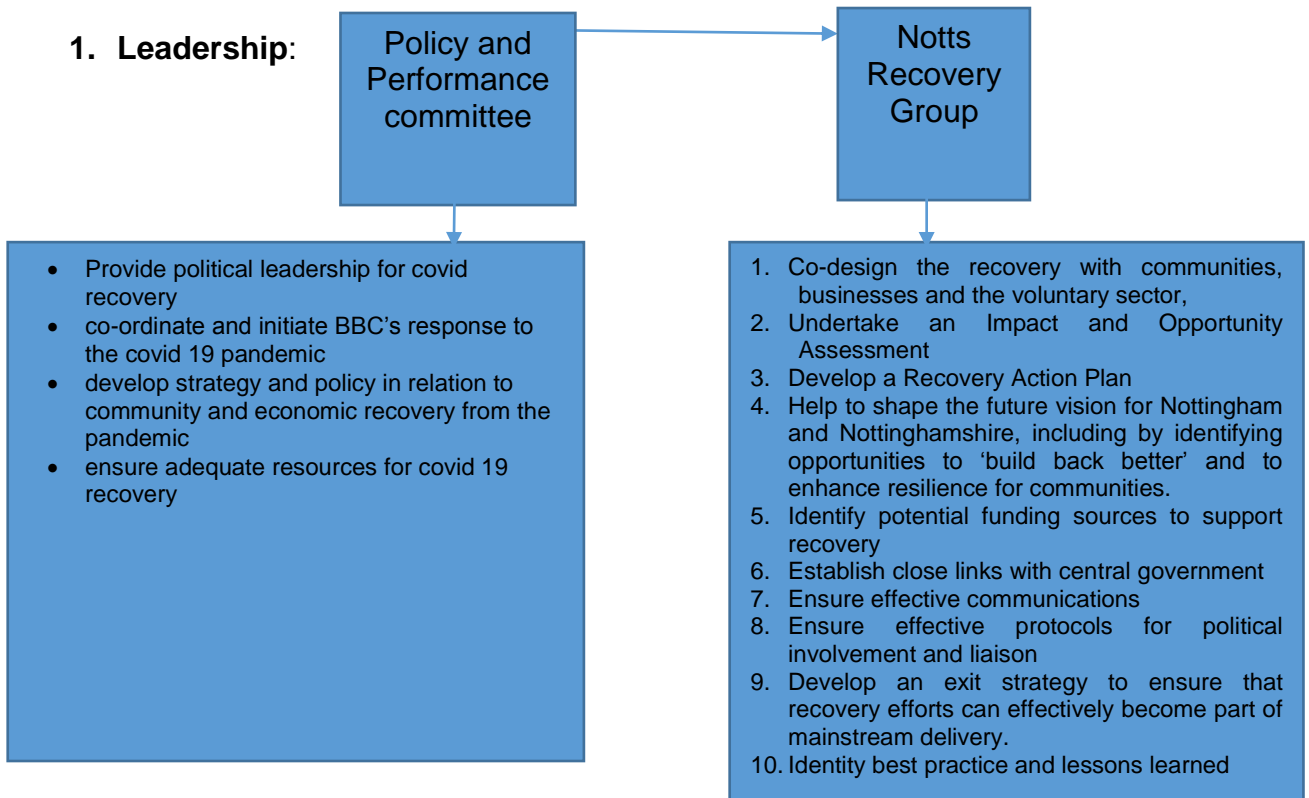 1. Leadership:
Policy and
Performance
committee
Notts
Recovery
Group
• Provide political leadership for covid
recovery
• co-ordinate and initiate BBC's response to
the covid 19 pandemic
• develop strategy and policy in relation to
community and economic recovery from the
pandemic
• ensure adequate resources for covid 19
recovery
1. Co-design the recovery with communities,
businesses and the voluntary sector,
2. Undertake an Impact and Opportunity
Assessment
3. Develop a Recovery Action Plan
4. Help to shape the future vision for Nottingham
and Nottinghamshire, including by identifying
opportunities to ‘build back better’ and to
enhance resilience for communities.
5. Identify potential funding sources to support
recovery
6. Establish close links with central government
7. Ensure effective communications
8. Ensure effective protocols for political
involvement and liaison
9. Develop an exit strategy to ensure that
recovery efforts can effectively become part of
mainstream delivery.
10. Identity best practice and lessons learned